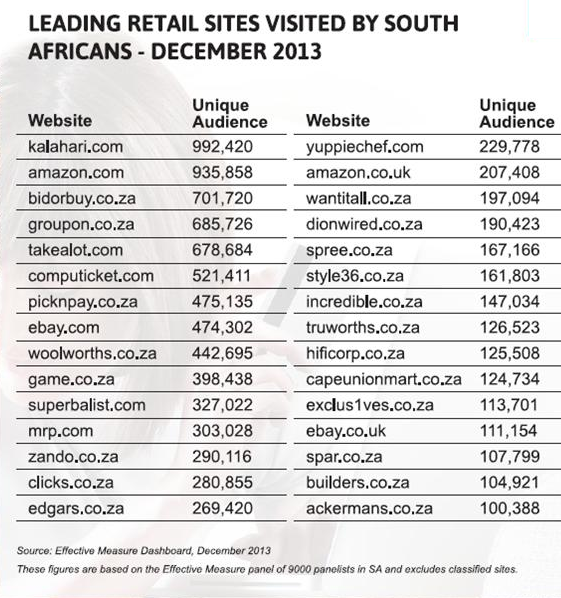 LEADING RETAIL SITES VISITED BY SOUTH
AFRICANS - DECEMBER 2013
Website Unique Audience
kalahari.com 992,420
amazon.com 935,858
bidorbuy.co.za 701,720
groupon.co.za 685,726
takealot.com 678,684
computicket.com 521,411
picknpay.co.za 475,135
ebay.com 474,302
woolworths.co.za 442,695
game.co.za 398,438
superbalist.com 327,022
mrp.com 303,028
zando.co.za 290,116
clicks.co.za 280,855
edgars.co.za 269,420
Website Unique Audience
yuppiechef.com 229,778
amazon.co.uk 207,408
wantitall.co.za 197,094
dionwired.co.za 190,423
spree.co.za 167,166
style36.co.za 161,803
incredible.co.za 147,034
truworths.co.za 126,523
hificorp.co.za 125,508
capeunionmart.co.za 124,734
exclus1ves.co.za 113,701
ebay.co.uk 111,154
spar.co.za 107,799
builders.co.za 104,921
ackermans.co.za 100,388
Source: Effective Measure Dashboard, December 2013
These figures are based on the Effective Measure panel of 9000 panelists in SA and excludes classified sites.